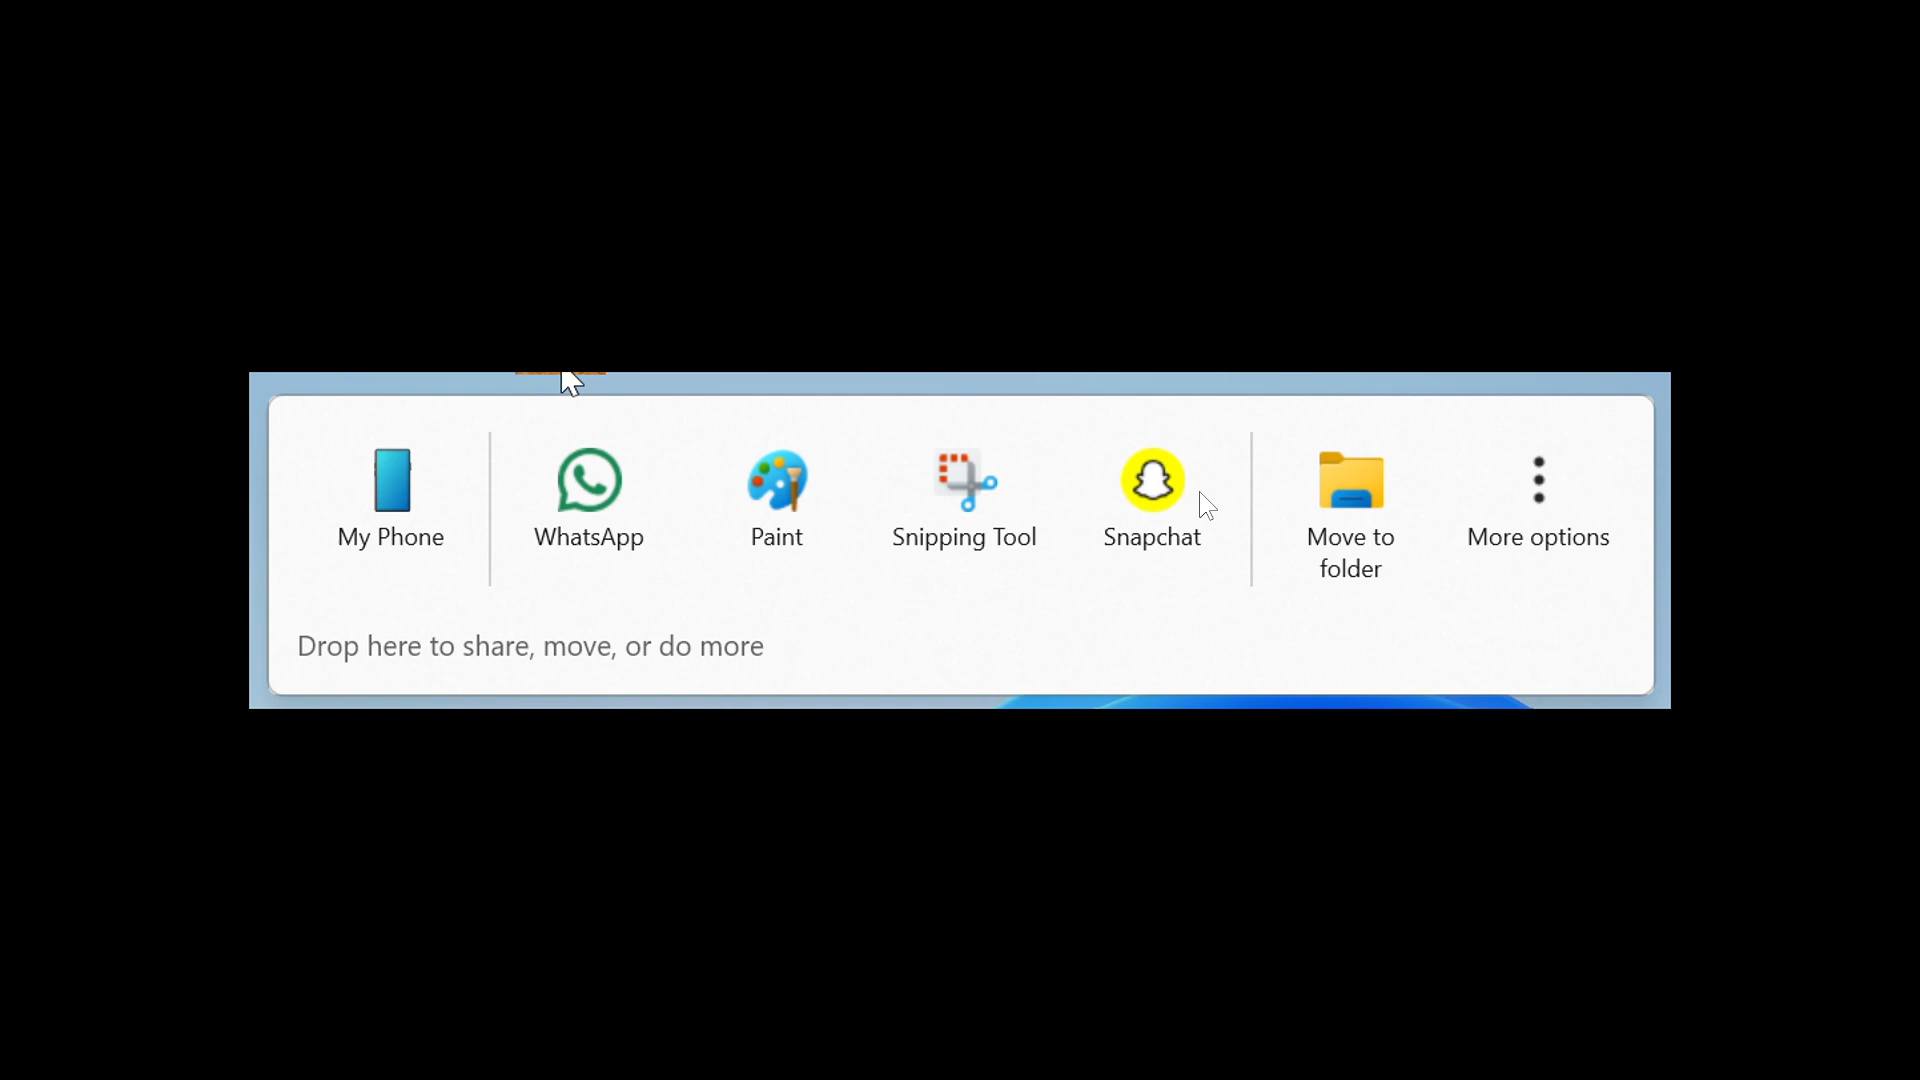 My Phone
WhatsApp
Paint
Snipping Tool
Snapchat
Move to
folder
More options
Drop here to share, move, or do more